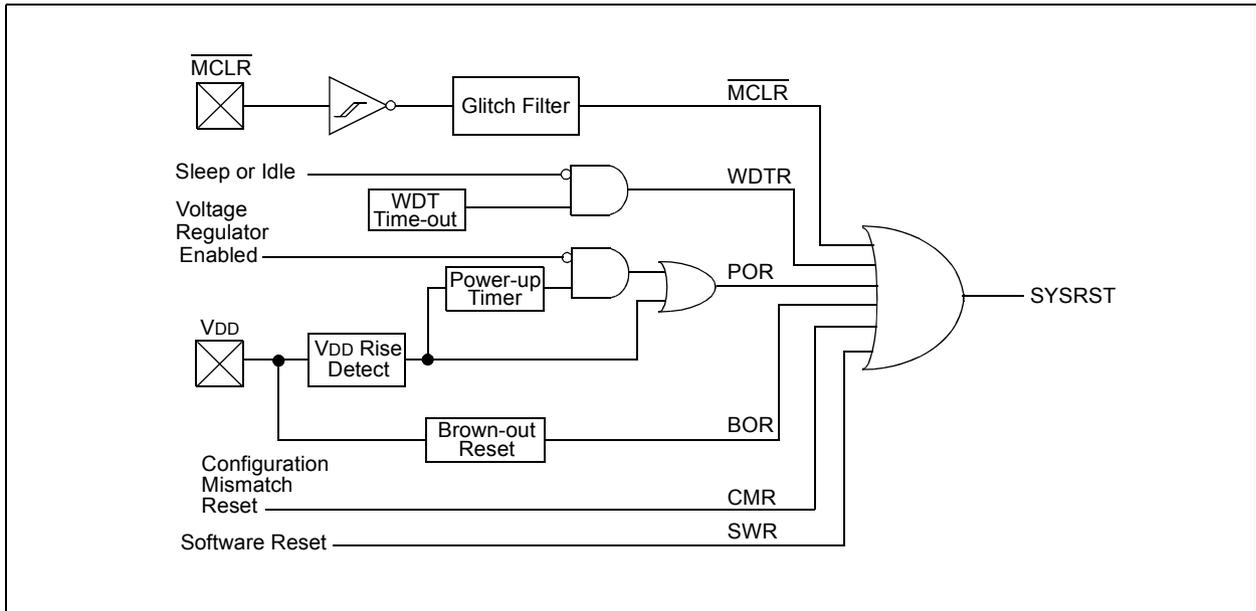 MCLR
Glitch Filter
MCLR
Sleep or Idle
WDTR
WDT
Time-out
Voltage
Regulator
Enabled
Power-up
Timer
POR
SYSRST
VDD
VDD Rise
Detect
Brown-out
Reset
BOR
Configuration
Mismatch
Reset
CMR
Software Reset
SWR